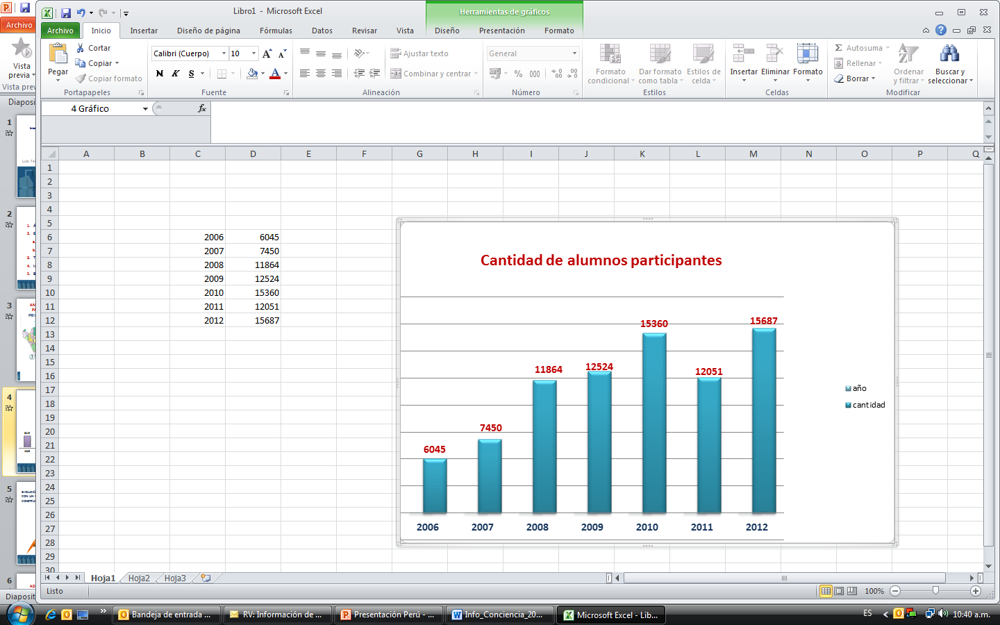 Libro1 - Microsoft Excel
Herramientas de gráficos
Archivo
Archivo Inicio Insertar Diseño de página Fórmulas Datos Revisar Vista Diseño Presentación Formato
Vista
previa
Vista prev
Pegar
Cortar
Copiar
Copiar formato
Portapapeles
Calibri (Cuerpo) 10
N K S
Fuente
Ajustar texto
Combinar y centrar
Alineación
General
% 000
Número
Formato
condicional
Dar formato
como tabla
Estilos de
celda
Estilos
Insertar Eliminar Formato
Celdas
Autosuma
Rellenar
Borrar
Ordenar
y filtrar
Buscar y
seleccionar
Modificar
Diaposit
4 Gráfico fx
A B C D E F G H I J K L M N O P Q
1
2
3
4
5
6 2006 6045
7 2007 7450
8 2008 11864
9 2009 12524
10 2010 15360
11 2011 12051
12 2012 15687
13
14
15
16
17
18
19
20
21
22
23
24
25
26
27
28
29
30
1
2
3
4
5
6
Cantidad de alumnos participantes
6045
7450
11864
12524
15360
12051
15687
2006 2007 2008 2009 2010 2011 2012
año
cantidad
Hoja1 Hoja2 Hoja3
Diaposit
Listo
100%
Bandeja de entrada ...
RV: Información de ...
Presentación Perú - ...
Info_Conciencia_20...
Microsoft Excel - Lib...
ES
10:40 a.m.